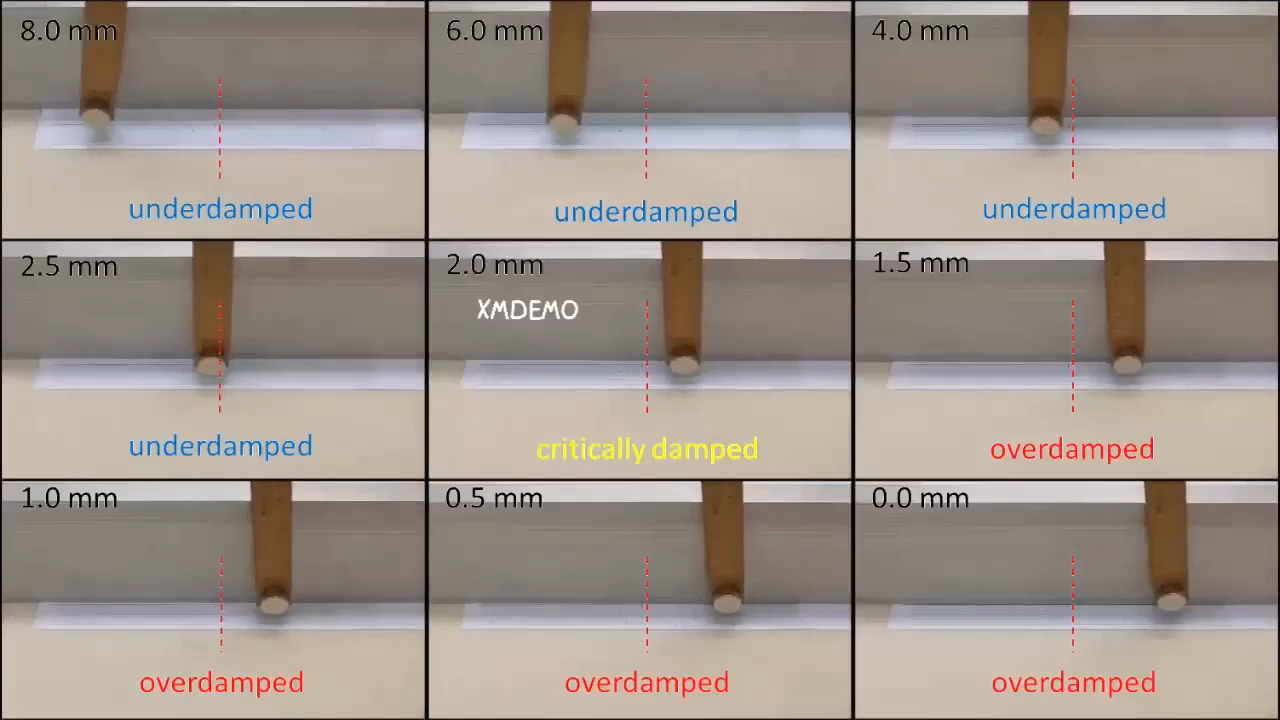 8.0 mm
underdamped
6.0 mm
underdamped
4.0 mm
underdamped
2.5 mm
underdamped
2.0 mm
XMDEMO
critically damped
1.5 mm
overdamped
1.0 mm
overdamped
0.5 mm
overdamped
0.0 mm
overdamped